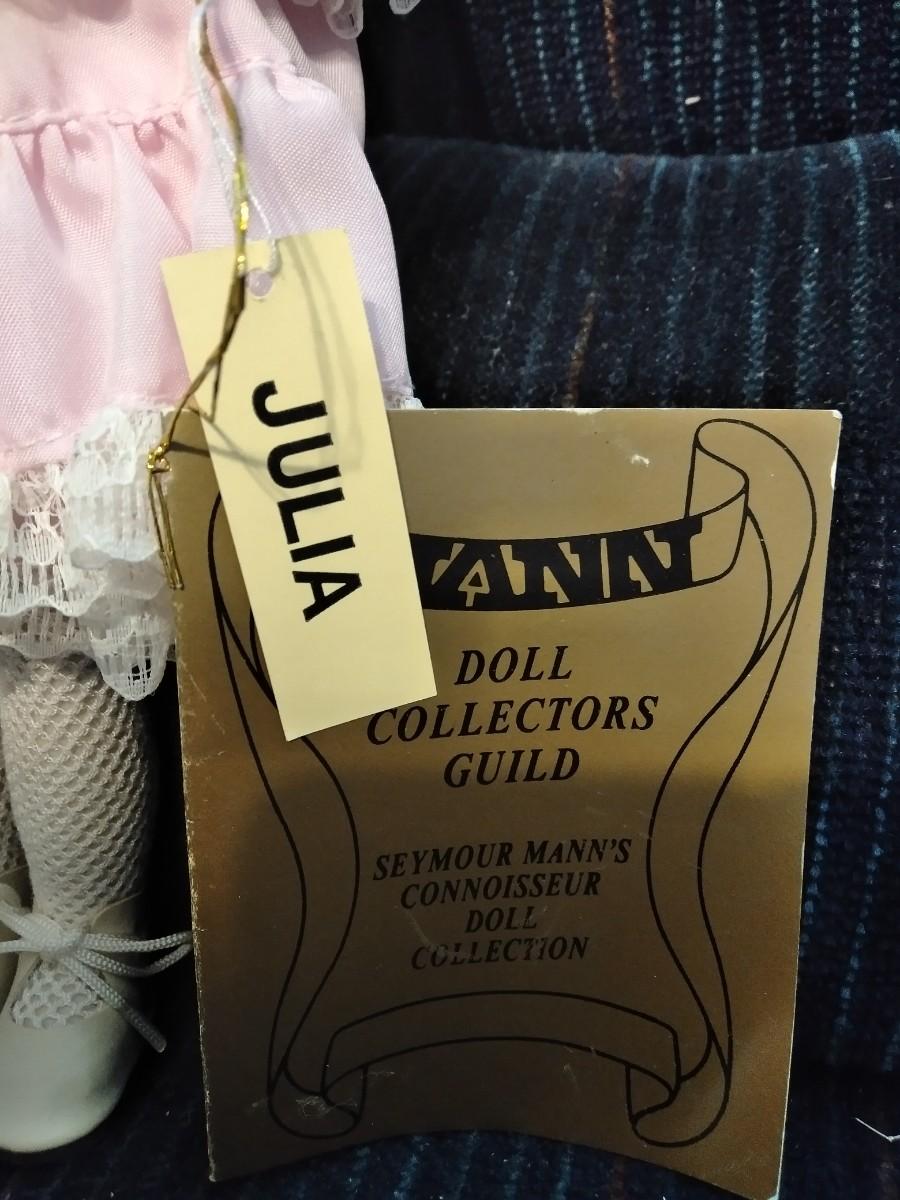 JULIA
MANN
DOLL
COLLECTORS
GUILD
SEYMOUR MANN'S
CONNOISSEUR
DOLL
COLLECTION